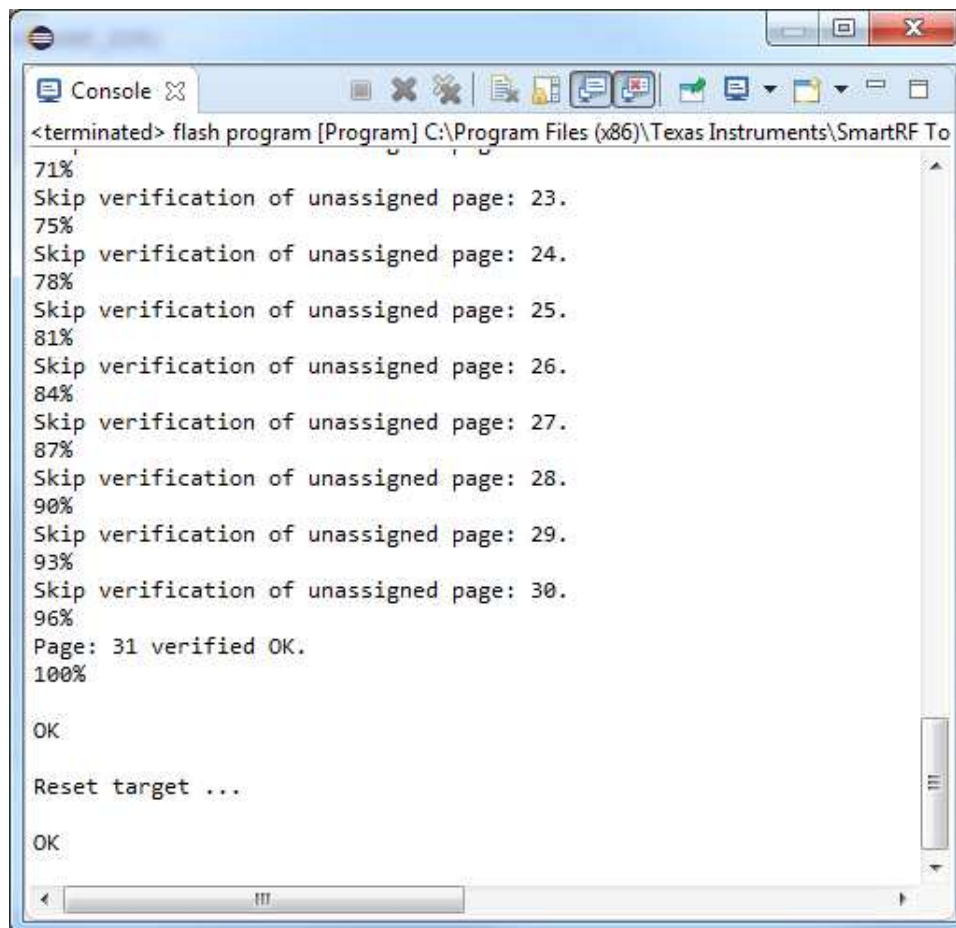 Console
<terminated> flash program [Program] C:\Program Files (x86)\Texas Instruments\SmartRF To
71%
Skip verification of unassigned page: 23.
75%
Skip verification of unassigned page: 24.
78%
Skip verification of unassigned page: 25.
81%
Skip verification of unassigned page: 26.
84%
Skip verification of unassigned page: 27.
87%
Skip verification of unassigned page: 28.
90%
Skip verification of unassigned page: 29.
93%
Skip verification of unassigned page: 30.
96%
Page: 31 verified OK.
100%
OK
Reset target ...
OK